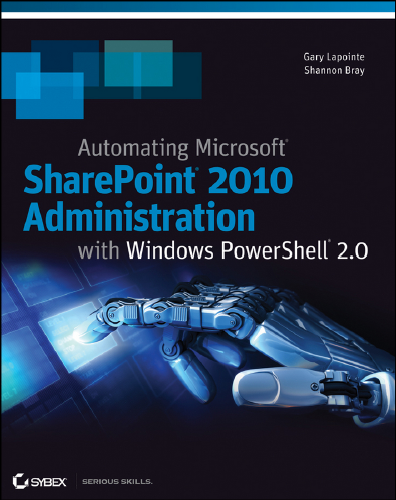 Gary Lapointe
Shannon Bray
Automating Microsoft®
SharePoint® 2010
Administration
with Windows PowerShell® 2.0
SYBEX
SERIOUS SKILLS.